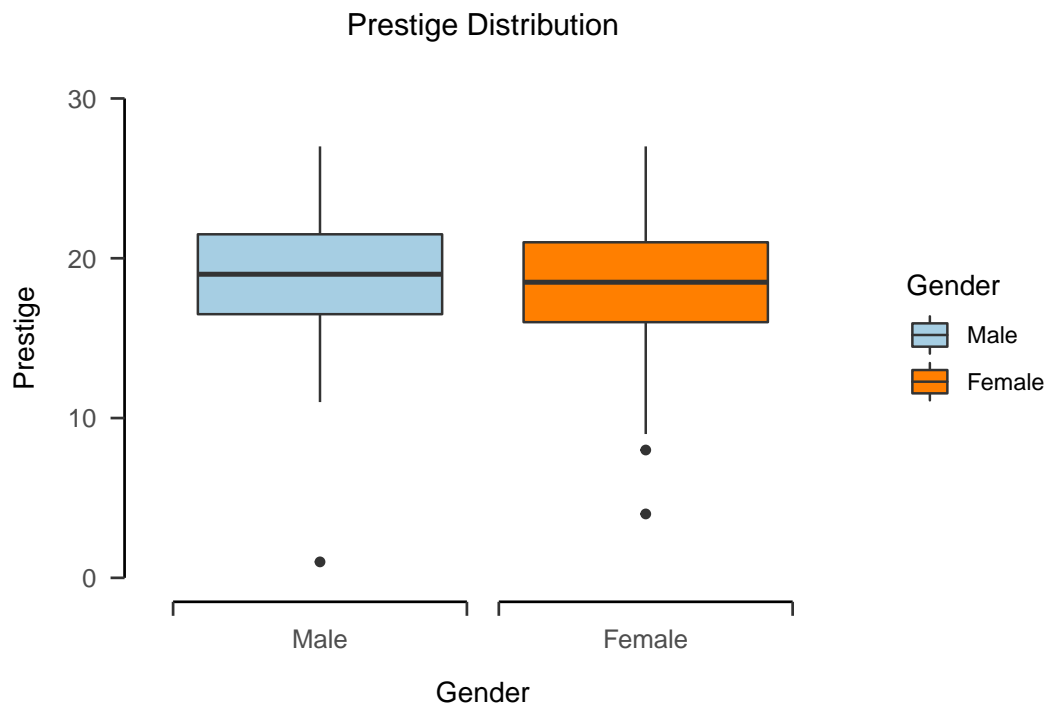 Prestige Distribution
30
20
10
0
Prestige
Male
Female
Gender
Gender
Male
Female